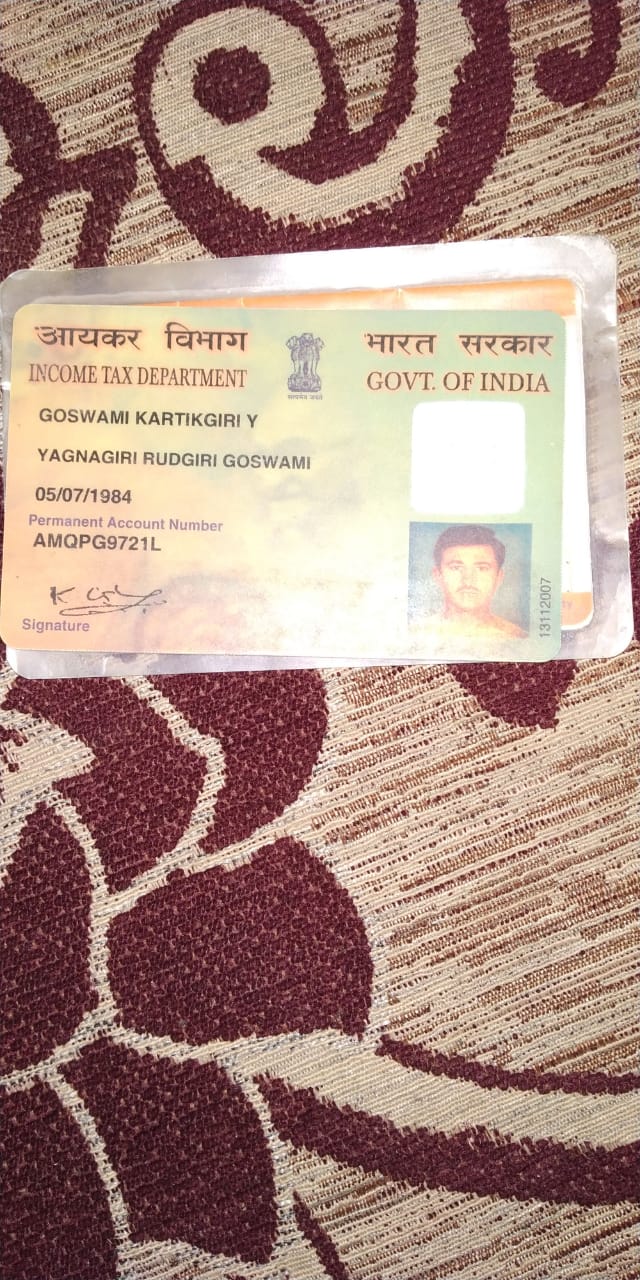 आयकर विभाग
INCOME TAX DEPARTMENT
सत्यमेव जयते
भारत सरकार
GOVT. OF INDIA
GOSWAMI KARTIKGIRI Y
YAGNAGIRI RUDGIRI GOSWAMI
05/07/1984
Permanent Account Number
AMQPG9721L
Signature
13112007